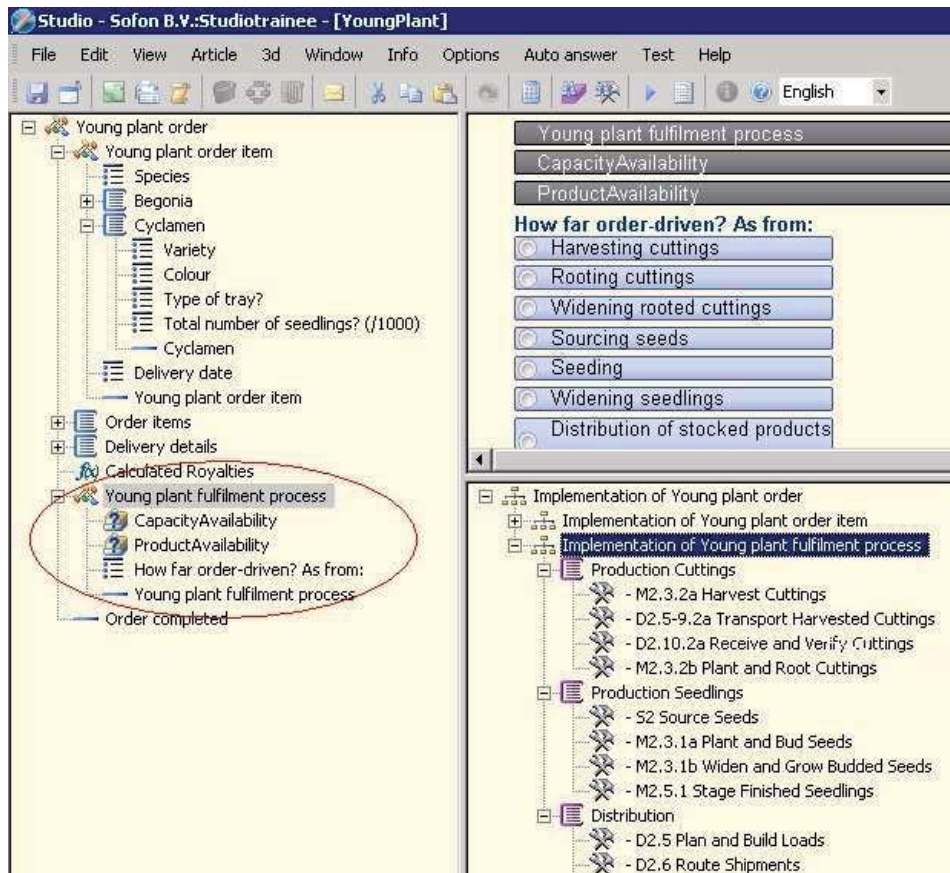 Studio - Sofon B.V.:Studiotrainee - [YoungPlant]
File Edit View Article 3d Window Info Options Auto answer Test Help
English
Young plant order
Young plant order item
Species
Begonia
Cyclamen
Variety
Colour
Type of tray?
Total number of seedlings? (/1000)
Cyclamen
Delivery date
Young plant order item
Order items
Delivery details
f(x) Calculated Royalties
Young plant fulfilment process
CapacityAvailability
ProductAvailability
How far order-driven? As from:
Young plant fulfilment process
Order completed
Young plant fulfilment process
CapacityAvailability
ProductAvailability
How far order-driven? As from:
Harvesting cuttings
Rooting cuttings
Widening rooted cuttings
Sourcing seeds
Seeding
Widening seedlings
Distribution of stocked products
Implementation of Young plant order
Implementation of Young plant order item
Implementation of Young plant fulfilment process
Production Cuttings
- M2.3.2a Harvest Cuttings
- D2.5-9.2a Transport Harvested Cuttings
- D2.10.2a Receive and Verify Cuttings
- M2.3.2b Plant and Root Cuttings
Production Seedlings
- S2 Source Seeds
- M2.3.1a Plant and Bud Seeds
- M2.3.1b Widen and Grow Budded Seeds
- M2.5.1 Stage Finished Seedlings
Distribution
- D2.5 Plan and Build Loads
- D2.6 Route Shipments